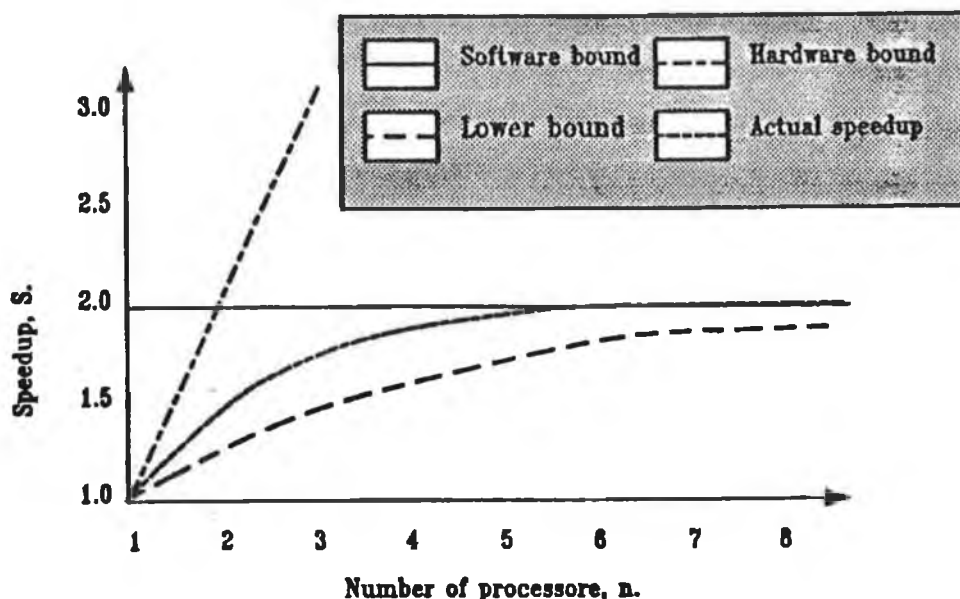 Software bound
Hardware bound
Lower bound
Actual speedup
3.0
2.5
2.0
1.5
1.0
Speedup, S.
1 2 3 4 5 6 7 8
Number of processore, n.